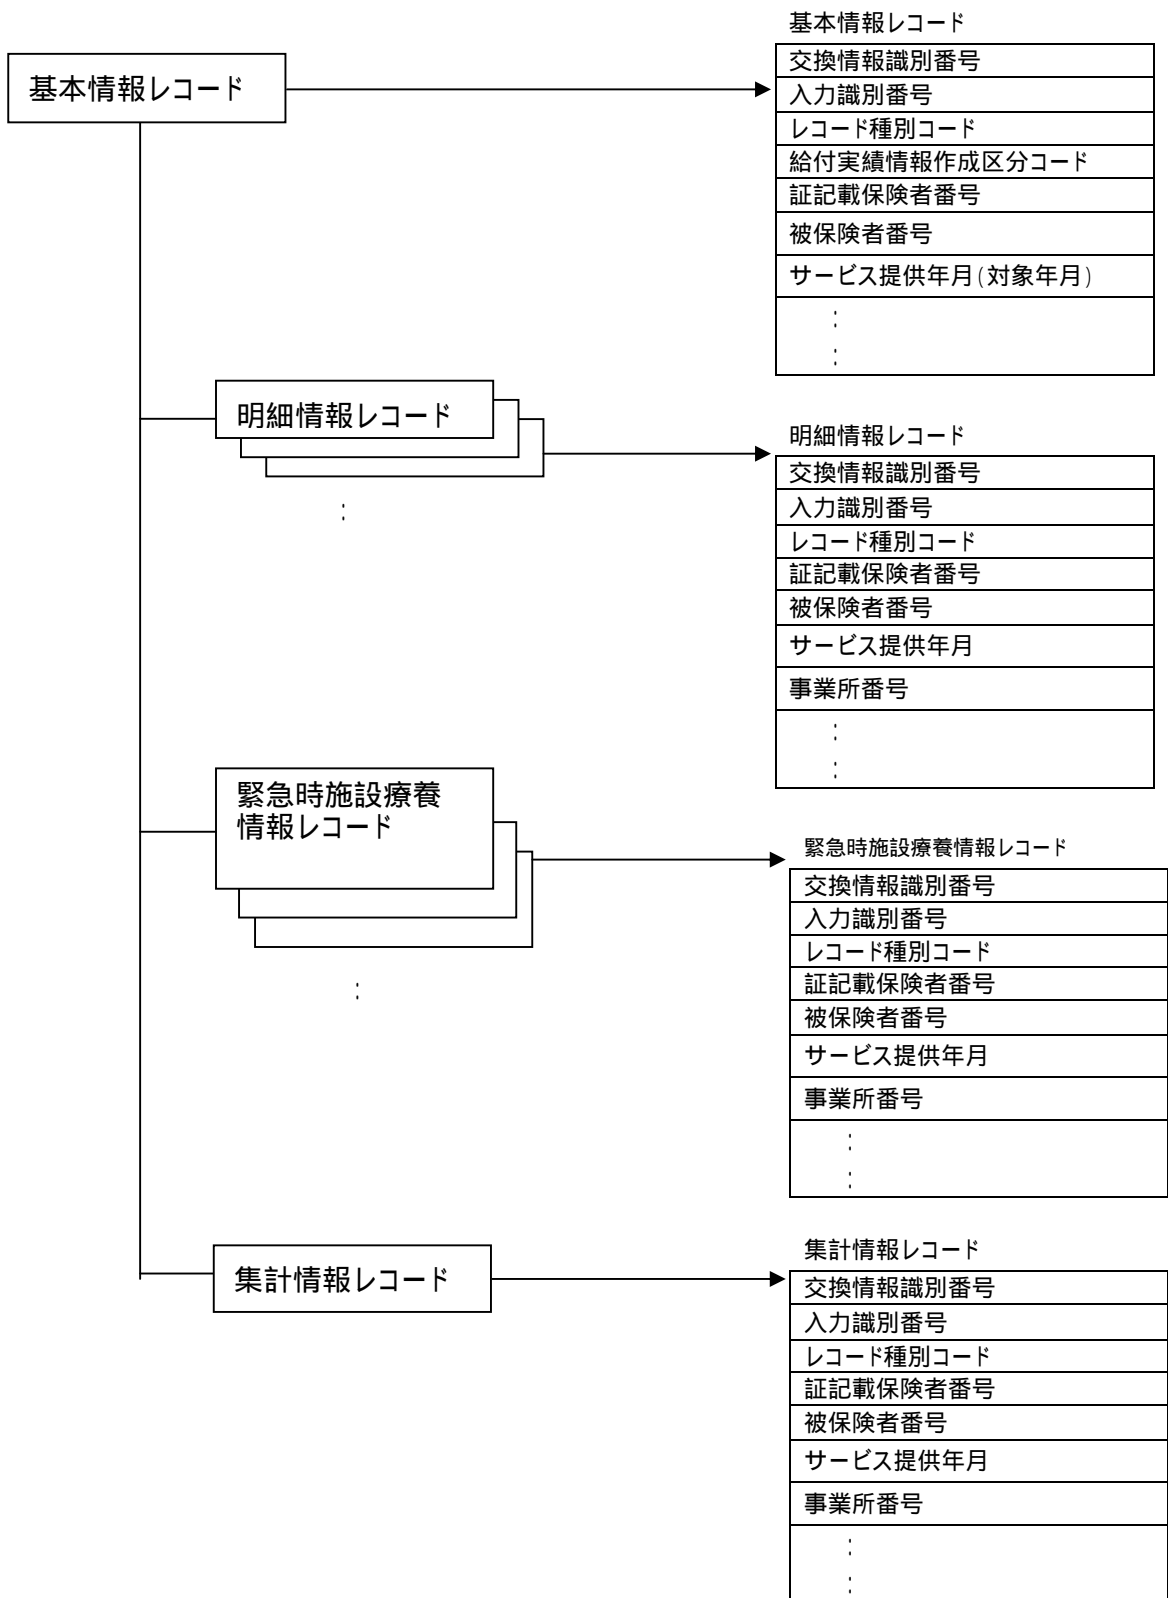 基本情報レコード
基本情報レコード
交換情報識別番号
入力識別番号
レコード種別コード
給付実績情報作成区分コード
証記載保険者番号
被保険者番号
サービス提供年月(対象年月)
:
:
明細情報レコード
:
明細情報レコード
交換情報識別番号
入力識別番号
レコード種別コード
証記載保険者番号
被保険者番号
サービス提供年月
事業所番号
:
:
緊急時施設療養
情報レコード
:
緊急時施設療養情報レコード
交換情報識別番号
入力識別番号
レコード種別コード
証記載保険者番号
被保険者番号
サービス提供年月
事業所番号
:
:
集計情報レコード
集計情報レコード
交換情報識別番号
入力識別番号
レコード種別コード
証記載保険者番号
被保険者番号
サービス提供年月
事業所番号
:
: